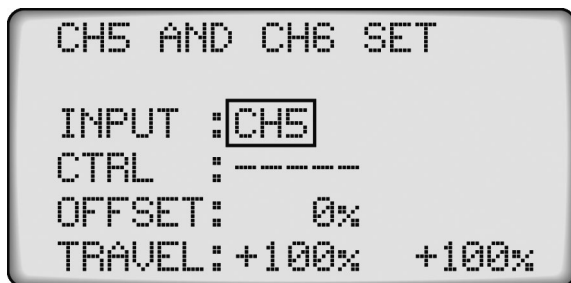 CH5 AND CH6 SET
INPUT :CH5
CTRL :-----
OFFSET: 0%
TRAVEL:+100% +100%